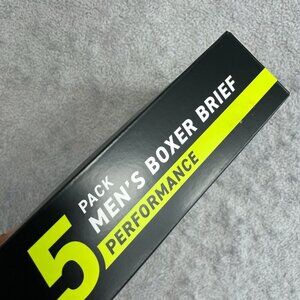 5
PACK
MEN'S BOXER BRIEF
PERFORMANCE